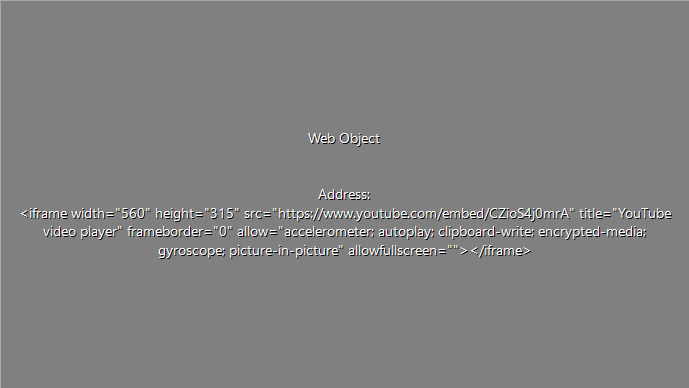 Web Object
Address:
<iframe width="560" height="315" src="https://www.youtube.com/embed/CZioS4j0mrA" title="YouTube
video player" frameborder="0" allow="accelerometer; autoplay; clipboard-write; encrypted-media;
gyroscope; picture-in-picture" allowfullscreen=""></iframe>